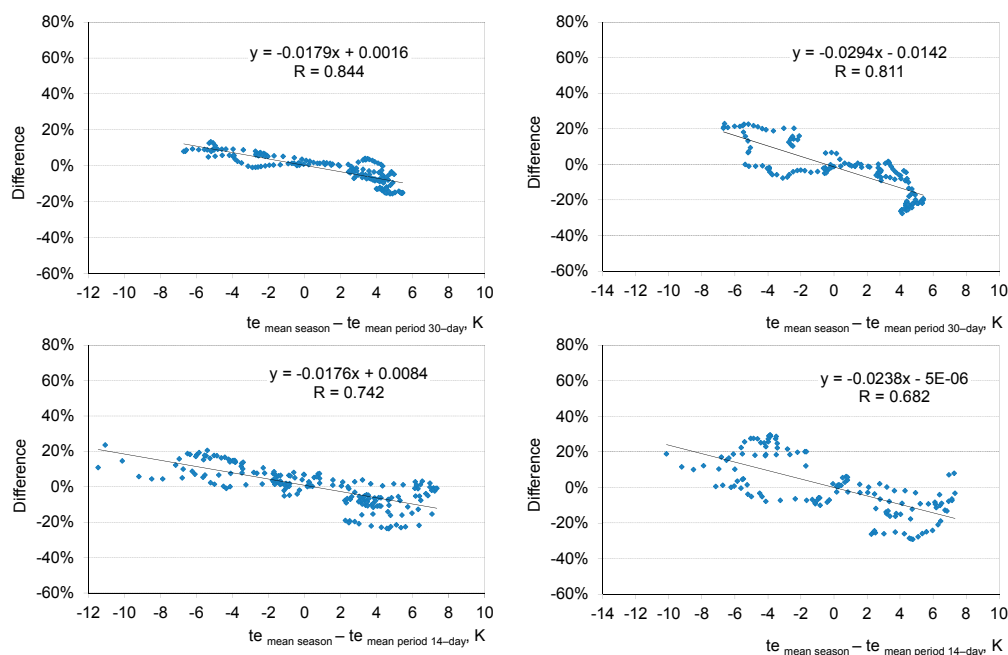 80%
60%
40%
20%
0%
-20%
-40%
-60%
Difference
y = -0.0179x + 0.0016
R = 0.844
-12 -10 -8 -6 -4 -2 0 2 4 6 8 10
te mean season – te mean period 30–day, K
80%
60%
40%
20%
0%
-20%
-40%
-60%
Difference
y = -0.0294x - 0.0142
R = 0.811
-14 -12 -10 -8 -6 -4 -2 0 2 4 6 8 10
te mean season – te mean period 30–day, K
80%
60%
40%
20%
0%
-20%
-40%
-60%
Difference
y = -0.0176x + 0.0084
R = 0.742
-12 -10 -8 -6 -4 -2 0 2 4 6 8 10
te mean season – te mean period 14–day, K
80%
60%
40%
20%
0%
-20%
-40%
-60%
Difference
y = -0.0238x - 5E-06
R = 0.682
-14 -12 -10 -8 -6 -4 -2 0 2 4 6 8 10
te mean season – te mean period 14–day, K